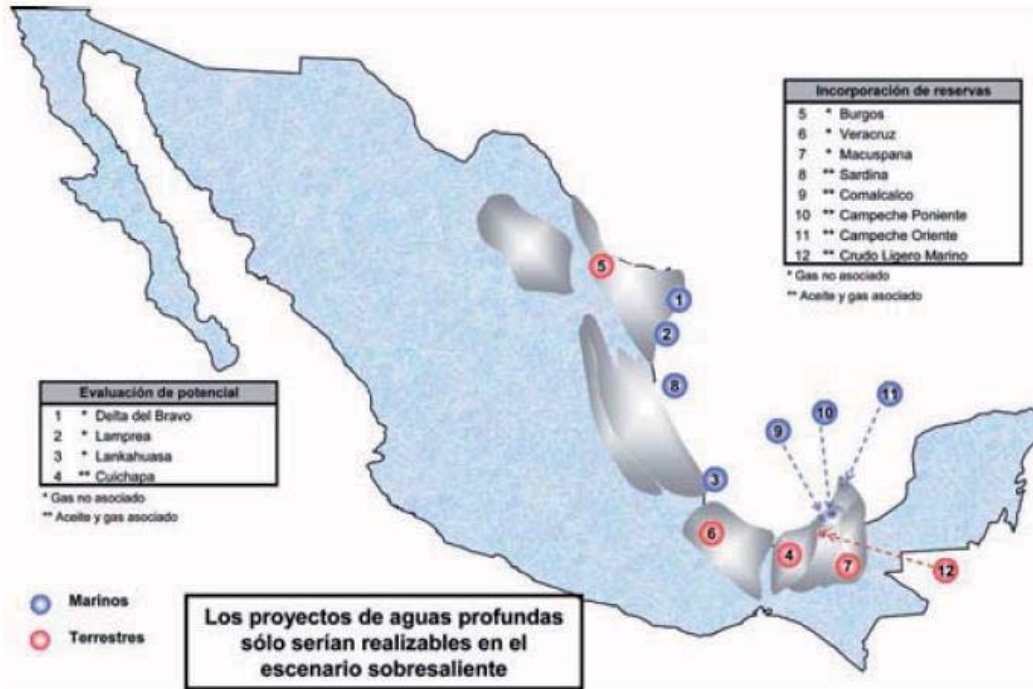 Incorporación de reservas
5 * Burgos
6 * Veracruz
7 * Macuspana
8 ** Sardina
9 ** Comalcalco
10 ** Campeche Poniente
11 ** Campeche Oriente
12 ** Crudo Ligero Marino
* Gas no asociado
** Aceite y gas asociado
5
1
2
8
11
10
9
3
6
4
7
12
Evaluación de potencial
1 * Delta del Bravo
2 * Lamprea
3 * Lankahuasa
4 ** Cuichapa
* Gas no asociado
** Aceite y gas asociado
Marinos
Terrestres
Los proyectos de aguas profundas
sólo serían realizables en el
escenario sobresaliente